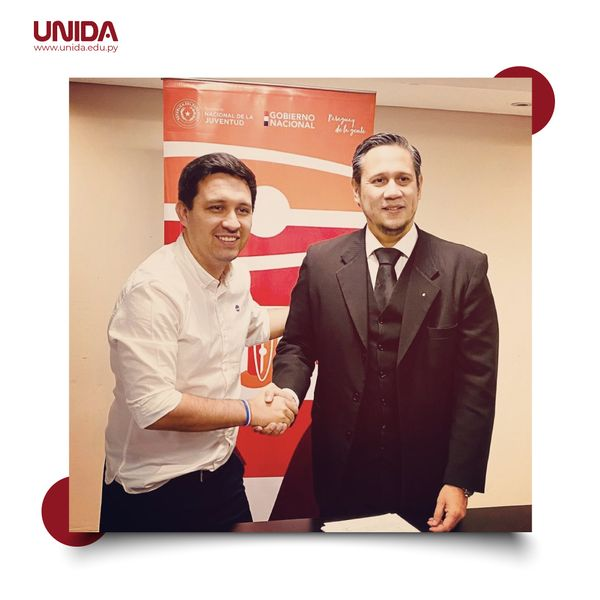 UNIDA
www.unida.edu.py
NACIONAL DE LA
JUVENTUD
GOBIERNO
NACIONAL
Paraguay
de la gente